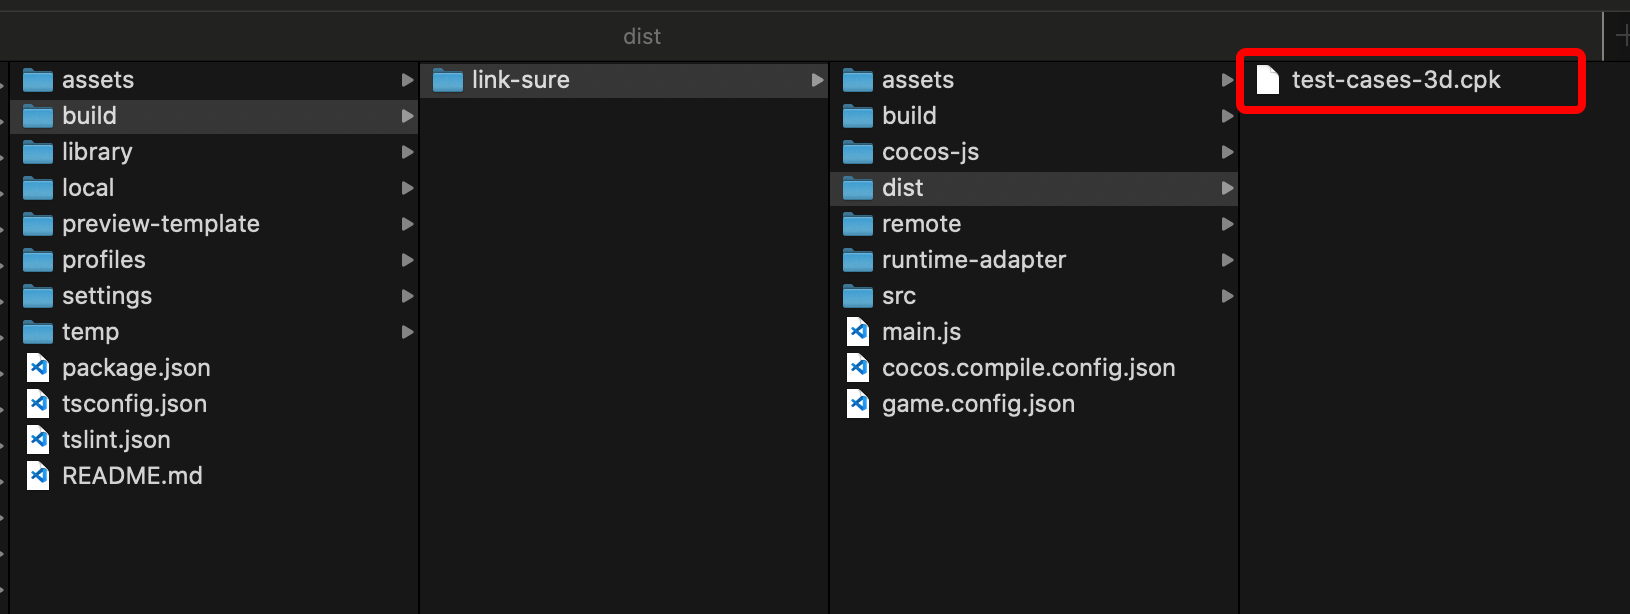 dist
assets
build
library
local
preview-template
profiles
settings
temp
package.json
tsconfig.json
tslint.json
README.md
link-sure
assets
build
cocos-js
dist
remote
runtime-adapter
src
main.js
cocos.compile.config.json
game.config.json
test-cases-3d.cpk